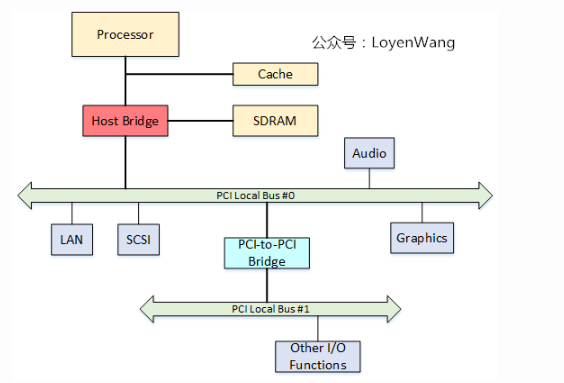 Processor
公众号：LoyenWang
Cache
Host Bridge
SDRAM
Audio
PCI Local Bus #0
LAN
SCSI
PCI-to-PCI
Bridge
Graphics
PCI Local Bus #1
Other I/O
Functions